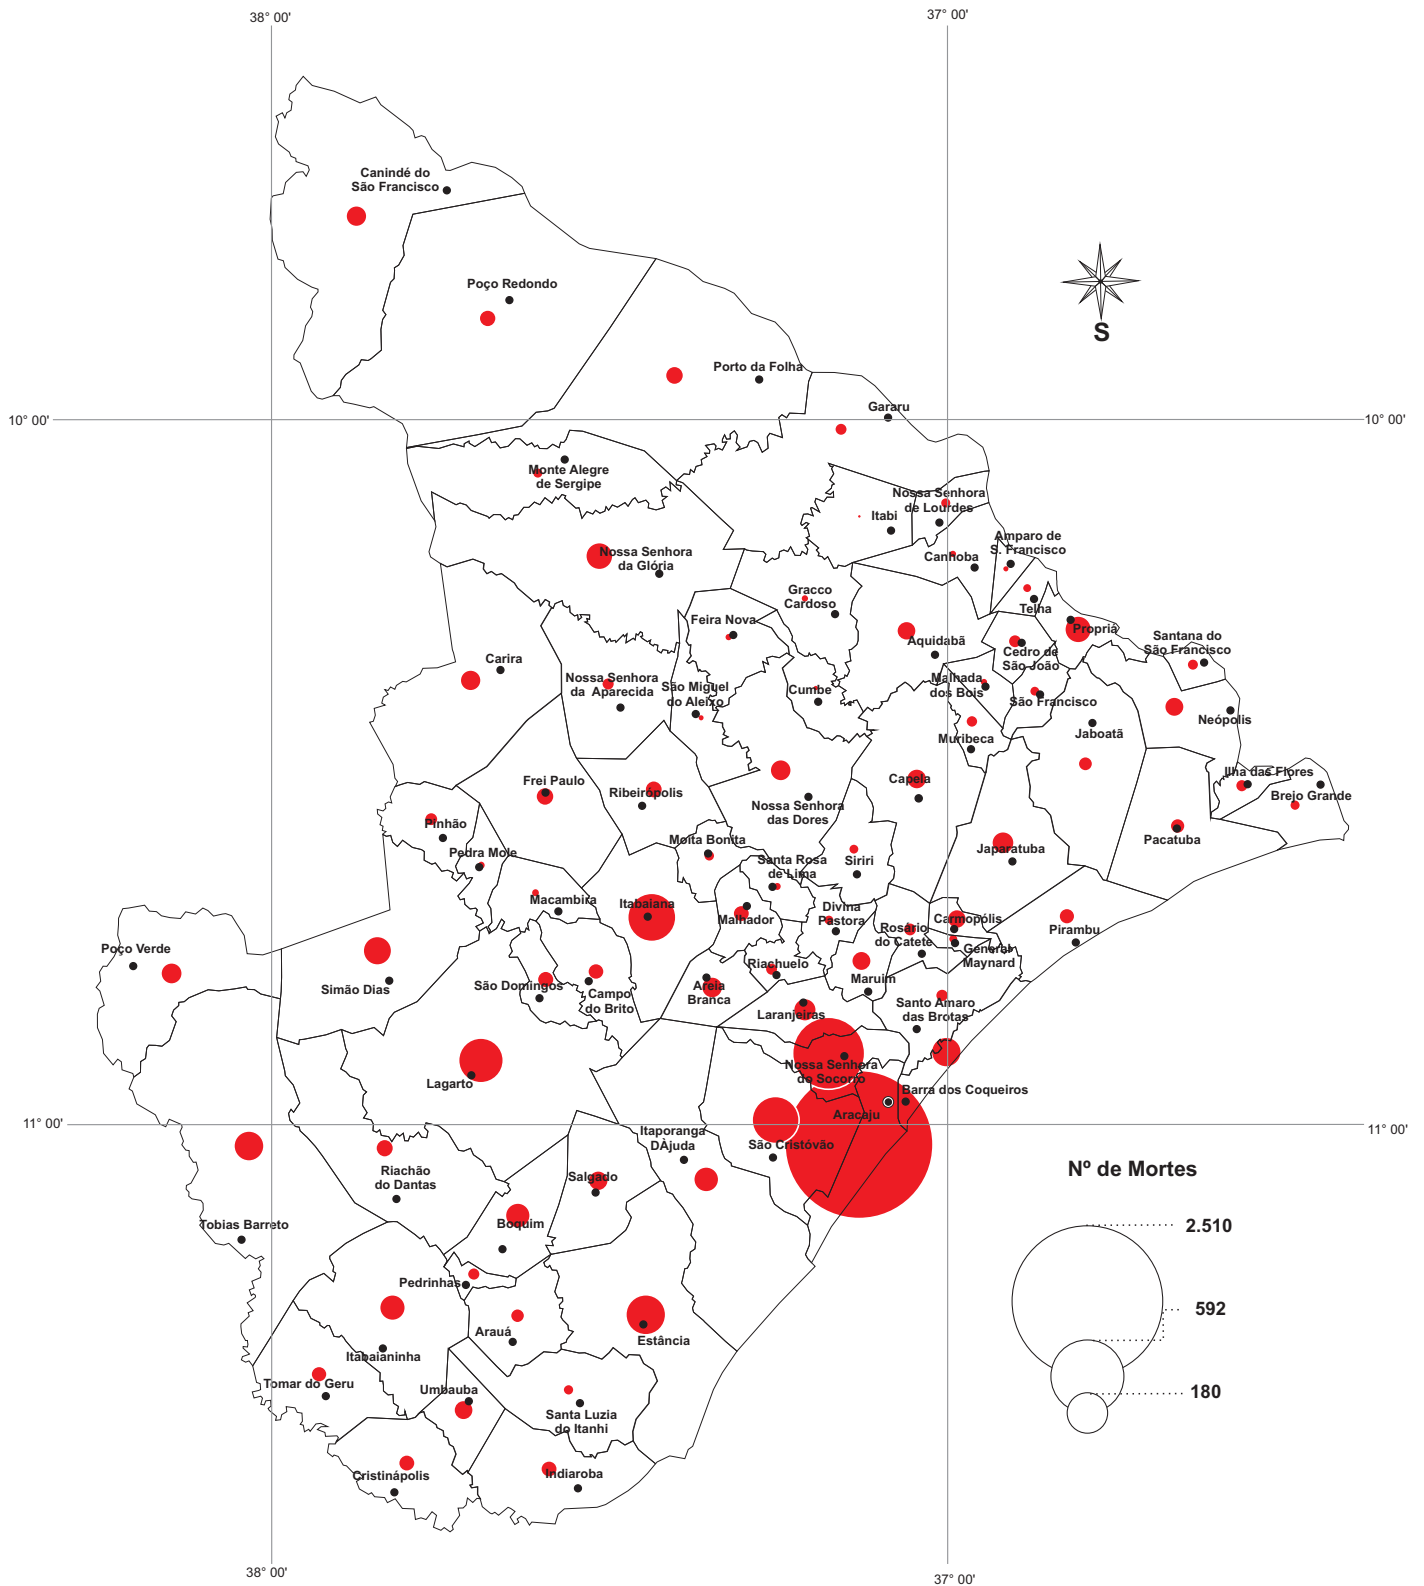 38° 00'
37° 00'
Canindé do
São Francisco
Poço Redondo
S
Porto da Folha
Gararu
10° 00'
10° 00'
Monte Alegre
de Sergipe
Nossa Senhora
de Lourdes
Itabi
Amparo de
S. Francisco
Nossa Senhora
da Glória
Canhoba
Gracco
Cardoso
Telha
Feira Nova
Propriá
Aquidabã
Santana do
São Francisco
Cedro de
São João
Carira
Nossa Senhora
da Aparecida
São Miguel
do Aleixo
Cumbe
Malhada
dos Bois
São Francisco
Neópolis
Jaboatã
Muribeca
Frei Paulo
Ribeirópolis
Capela
Ilha das Flores
Brejo Grande
Nossa Senhora
das Dores
Pinhão
Moita Bonita
Pacatuba
Pedra Mole
Santa Rosa
de Lima
Siriri
Japaratuba
Macambira
Itabaiana
Malhador
Divina
Pastora
Carmopólis
Rosário
do Catete
Pirambu
General
Maynard
Poço Verde
Simão Dias
São Domingos
Campo
do Brito
Areia
Branca
Riachuelo
Maruim
Santo Amaro
das Brotas
Laranjeiras
Nossa Senhora
do Socorro
Lagarto
Barra dos Coqueiros
Aracaju
11° 00'
11° 00'
Itaporanga
DÀjuda
São Cristóvão
Nº de Mortes
Riachão
do Dantas
Salgado
Tobias Barreto
Boquim
2.510
Pedrinhas
592
Arauá
Estância
Itabaianinha
Tomar do Geru
Umbauba
180
Santa Luzia
do Itanhi
Cristinápolis
Indiaroba
38° 00'
37° 00'